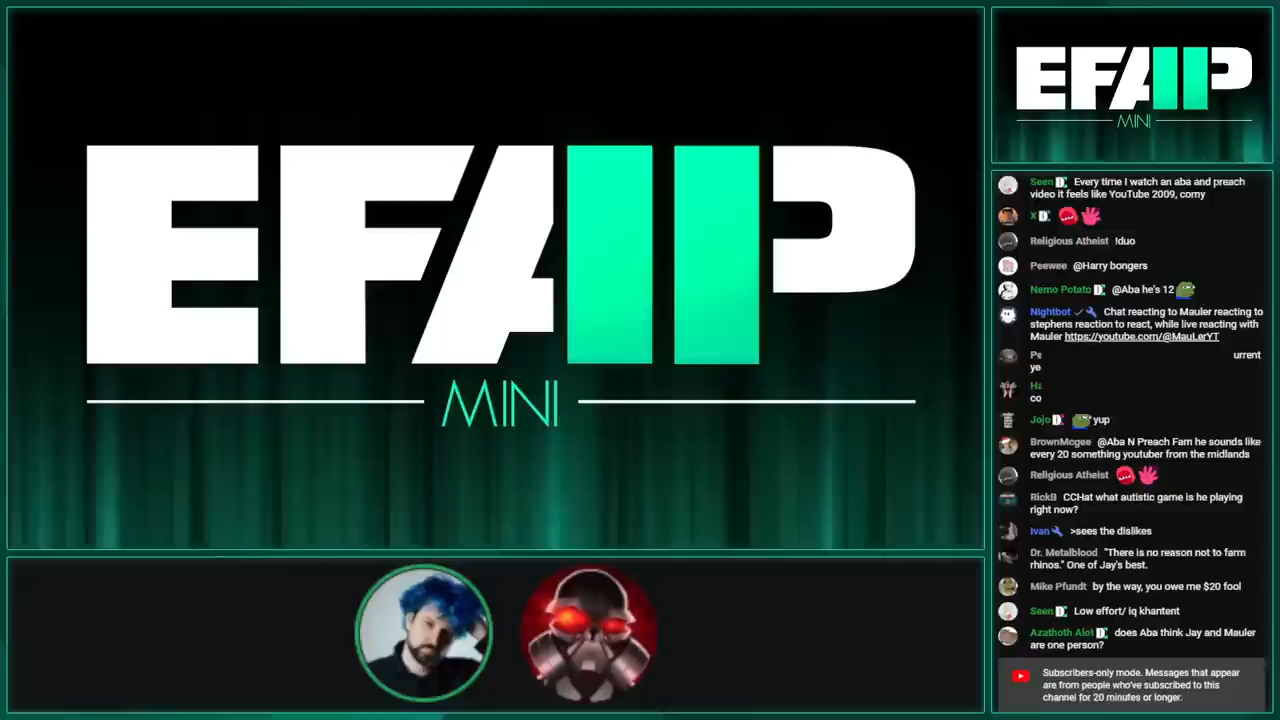 EFAP
MINI
EFAP
MINI
Seen Every time I watch an aba and preach
video it feels like YouTube 2009, corny
X
Religious Atheist !duo
Peewee @Harry bongers
Nemo Potato @Aba he's 12
Nightbot Chat reacting to Mauler reacting to
stephens reaction to react, while live reacting with
Mauler https://youtube.com/@MauLerYT
Pe urrent
ye
Ha
co
Jojo yup
BrownMcgee @Aba N Preach Fam he sounds like
every 20 something youtuber from the midlands
Religious Atheist
RickB CCHat what autistic game is he playing
right now?
Ivan >sees the dislikes
Dr. Metalblood "There is no reason not to farm
rhinos." One of Jay's best.
Mike Pfundt by the way, you owe me $20 fool
Seen Low effort/ iq khantent
Azathoth Alot does Aba think Jay and Mauler
are one person?
Subscribers-only mode. Messages that appear
are from people who've subscribed to this
channel for 20 minutes or longer.